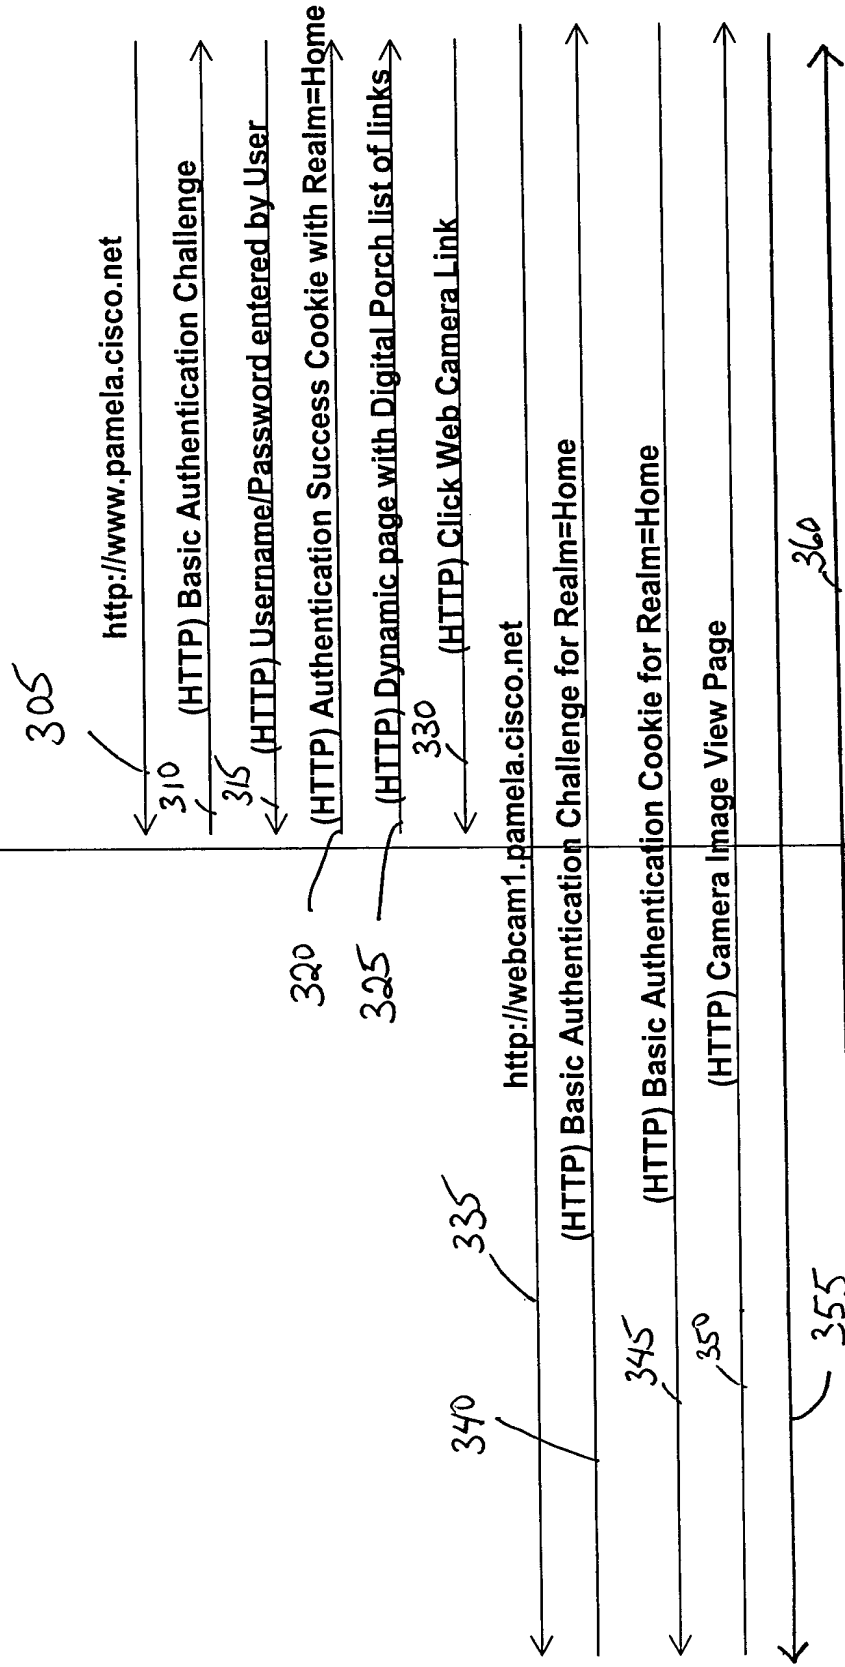 305
http://www.pamela.cisco.net
310
(HTTP) Basic Authentication Challenge
315
(HTTP) Username/Password entered by User
320
(HTTP) Authentication Success Cookie with Realm=Home
325
(HTTP) Dynamic page with Digital Porch list of links
330
(HTTP) Click Web Camera Link
335
http://webcam1.pamela.cisco.net
340
(HTTP) Basic Authentication Challenge for Realm=Home
345
(HTTP) Basic Authentication Cookie for Realm=Home
350
(HTTP) Camera Image View Page
355
360